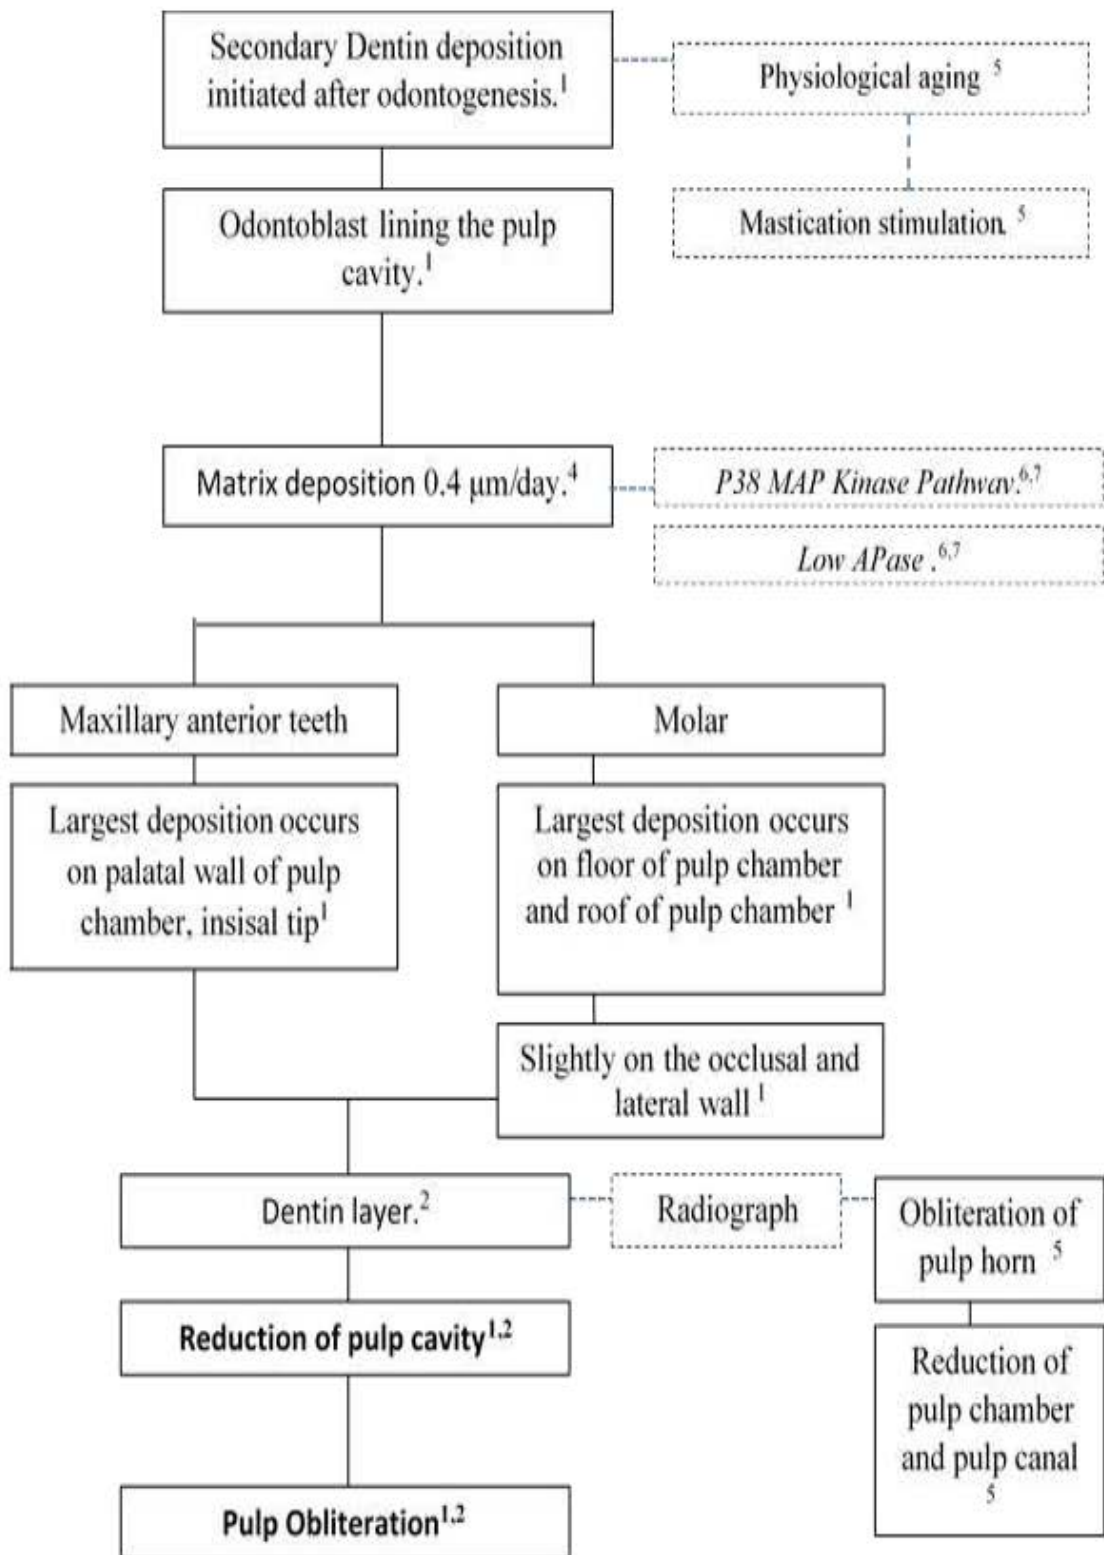 Secondary Dentin deposition
initiated after odontogenesis.¹
Physiological aging ⁵
Mastication stimulation. ⁵
Odontoblast lining the pulp
cavity.¹
Matrix deposition 0.4 μm/day.⁴
P38 MAP Kinase Pathway.⁶,⁷
Low APase .⁶,⁷
Maxillary anterior teeth
Molar
Largest deposition occurs
on palatal wall of pulp
chamber, insisal tip¹
Largest deposition occurs
on floor of pulp chamber
and roof of pulp chamber ¹
Slightly on the occlusal and
lateral wall ¹
Dentin layer.²
Radiograph
Obliteration of
pulp horn ⁵
Reduction of pulp cavity¹,²
Reduction of
pulp chamber
and pulp canal
⁵
Pulp Obliteration¹,²